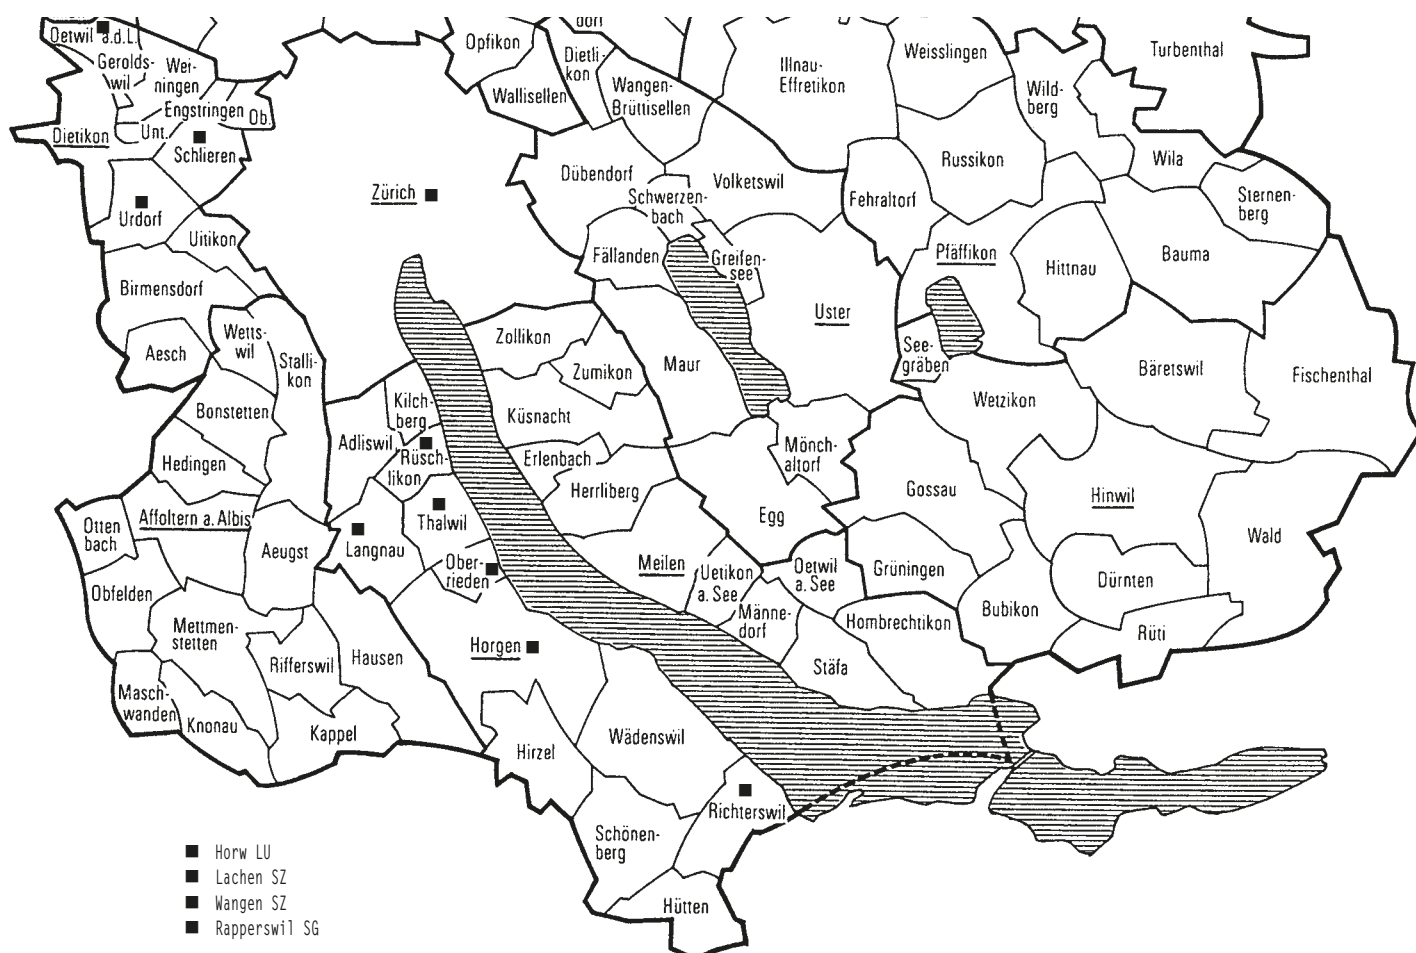 dorf
Oetwil a.d.L.
Opfikon
Weisslingen
Turbenthal
Gerolds-
wil
Wei-
ningen
Dietli-
kon
Illnau-
Effretikon
Wangen-
Brüttisellen
Wallisellen
Wild-
berg
Engstringen
Ob.
Unt.
Dietikon
Schlieren
Russikon
Wila
Dübendorf
Volketswil
Zürich
Schwerzen-
bach
Fehraltorf
Sternen-
berg
Urdorf
Uitikon
Fällanden
Greifen-
see
Pfäffikon
Hittnau
Bauma
Birmensdorf
Uster
Wetts-
wil
Zollikon
See-
gräben
Aesch
Stalli-
kon
Zumikon
Maur
Bäretswil
Fischenthal
Bonstetten
Kilch-
berg
Küsnacht
Wetzikon
Adliswil
Mönch-
altorf
Hedingen
Rüsch-
likon
Erlenbach
Herrliberg
Gossau
Hinwil
Affoltern a. Albis
Thalwil
Egg
Otten
bach
Aeugst
Langnau
Wald
Ober-
rieden
Meilen
Uetikon
a. See
Oetwil
a. See
Grüningen
Dürnten
Obfelden
Bubikon
Männe-
dorf
Hombrechtikon
Mettmen-
stetten
Rüti
Rifferswil
Hausen
Horgen
Stäfa
Masch-
wanden
Knonau
Kappel
Hirzel
Wädenswil
Richterswil
Schönen-
berg
Hütten
Horw LU
Lachen SZ
Wangen SZ
Rapperswil SG